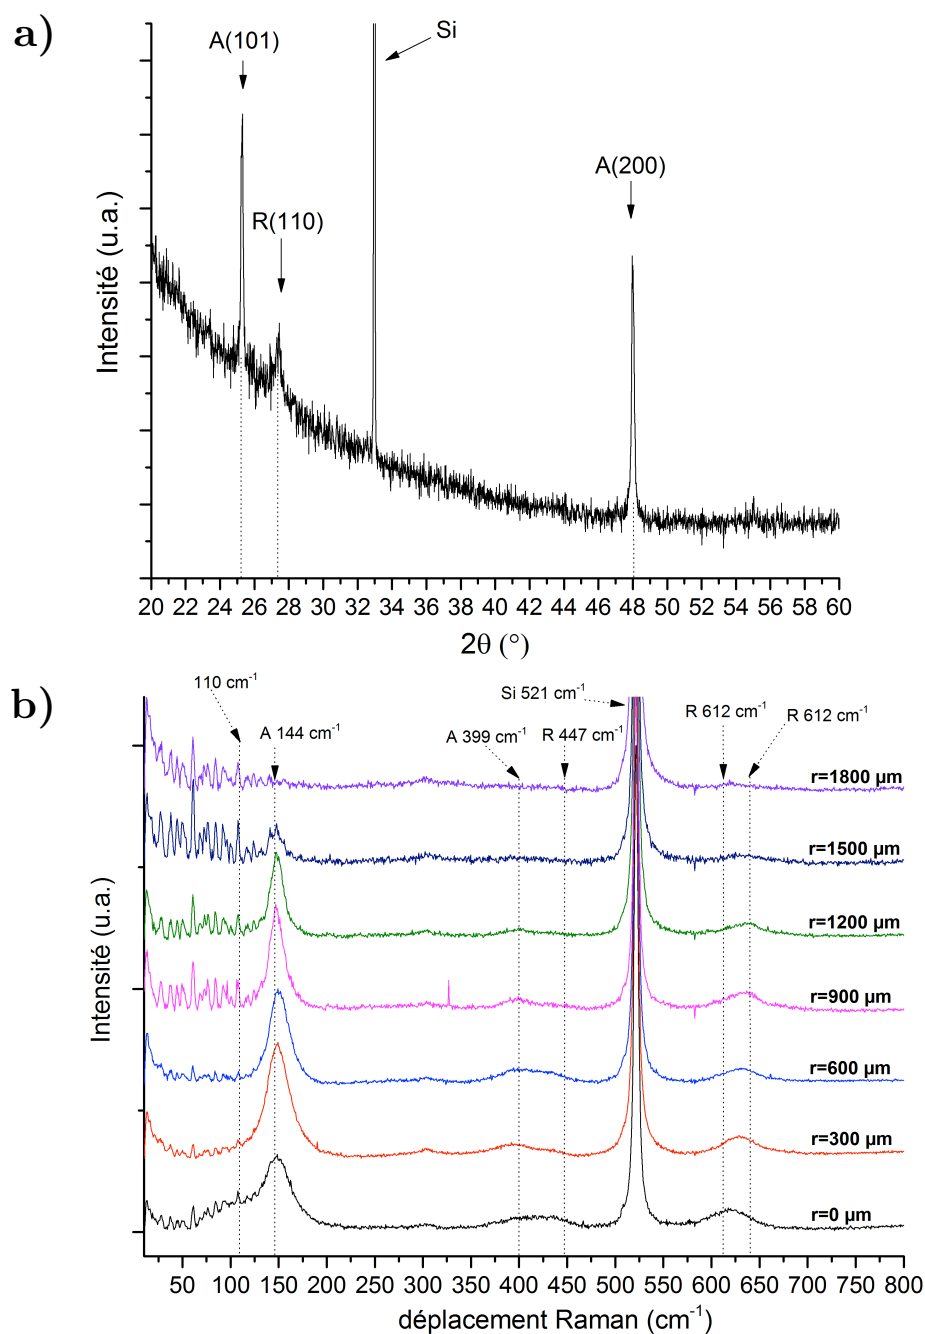 a)
Si
A(101)
A(200)
R(110)
Intensité (u.a.)
20 22 24 26 28 30 32 34 36 38 40 42 44 46 48 50 52 54 56 58 60
2θ (°)
b)
110 cm⁻¹
Si 521 cm⁻¹
R 612 cm⁻¹
R 612 cm⁻¹
A 144 cm⁻¹
A 399 cm⁻¹
R 447 cm⁻¹
r=1800 µm
r=1500 µm
r=1200 µm
r=900 µm
r=600 µm
r=300 µm
r=0 µm
Intensité (u.a.)
50 100 150 200 250 300 350 400 450 500 550 600 650 700 750 800
déplacement Raman (cm⁻¹)